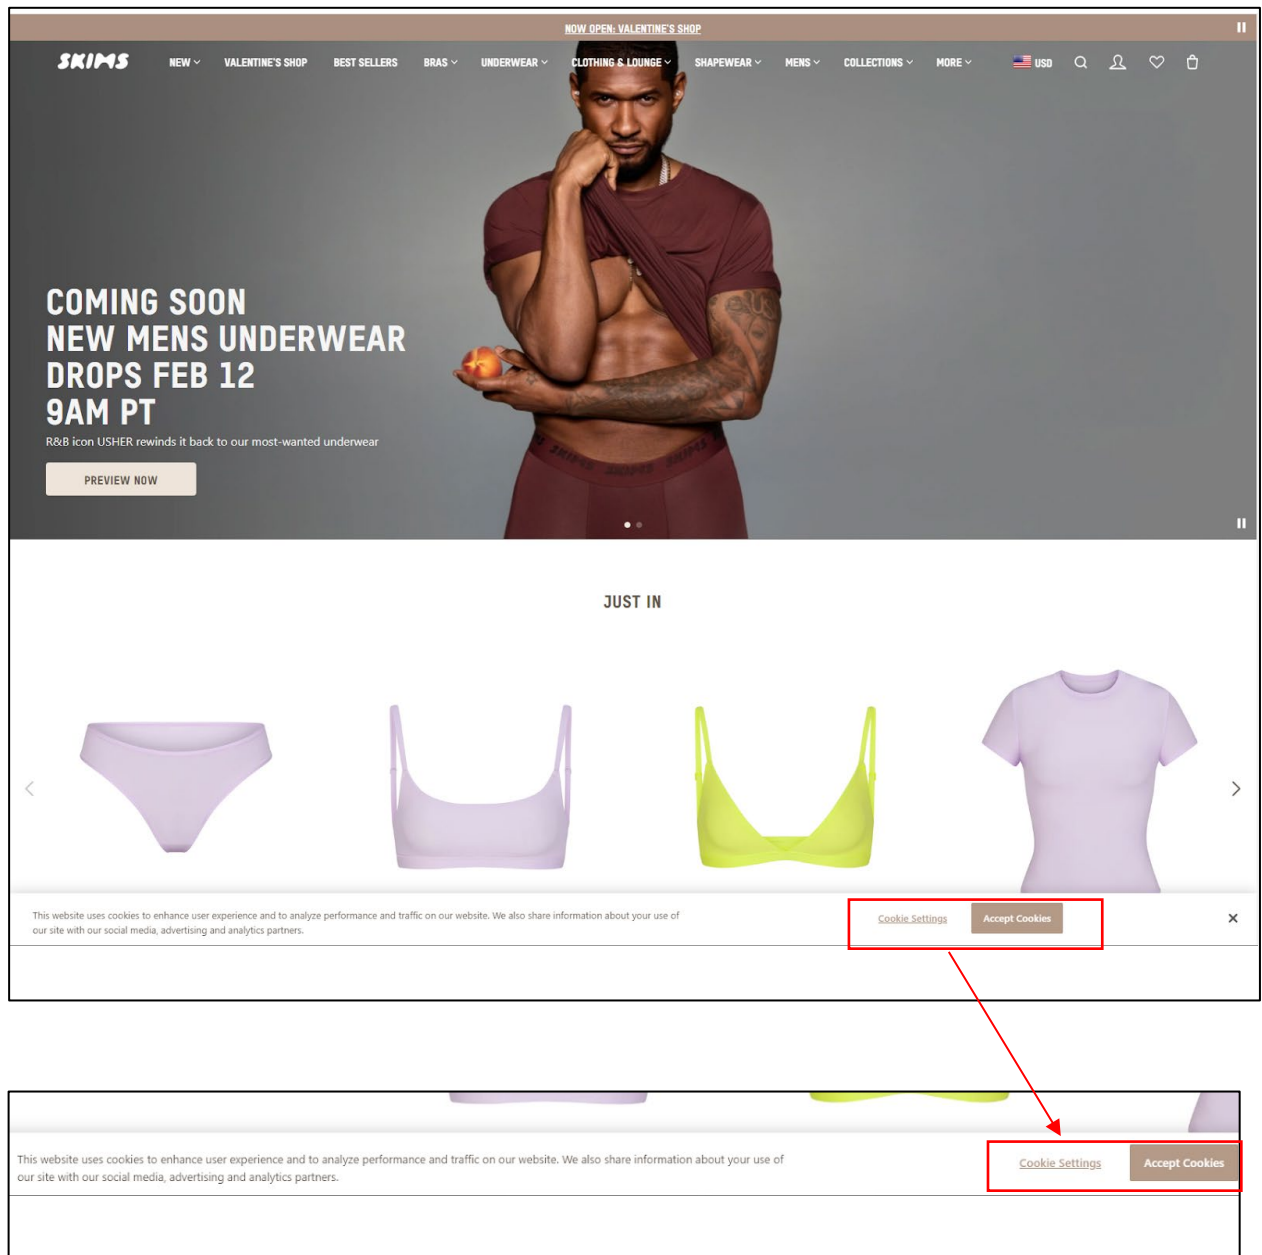 NOW OPEN: VALENTINE'S SHOP
SKIMS NEW VALENTINE'S SHOP BEST SELLERS BRAS UNDERWEAR CLOTHING & LOUNGE SHAPEWEAR MENS COLLECTIONS MORE USD
COMING SOON
NEW MENS UNDERWEAR
DROPS FEB 12
9AM PT
R&B icon USHER rewinds it back to our most-wanted underwear
PREVIEW NOW
SKIMS SKIMS SKIMS
JUST IN
This website uses cookies to enhance user experience and to analyze performance and traffic on our website. We also share information about your use of
our site with our social media, advertising and analytics partners.
Cookie Settings Accept Cookies
This website uses cookies to enhance user experience and to analyze performance and traffic on our website. We also share information about your use of
our site with our social media, advertising and analytics partners.
Cookie Settings Accept Cookies